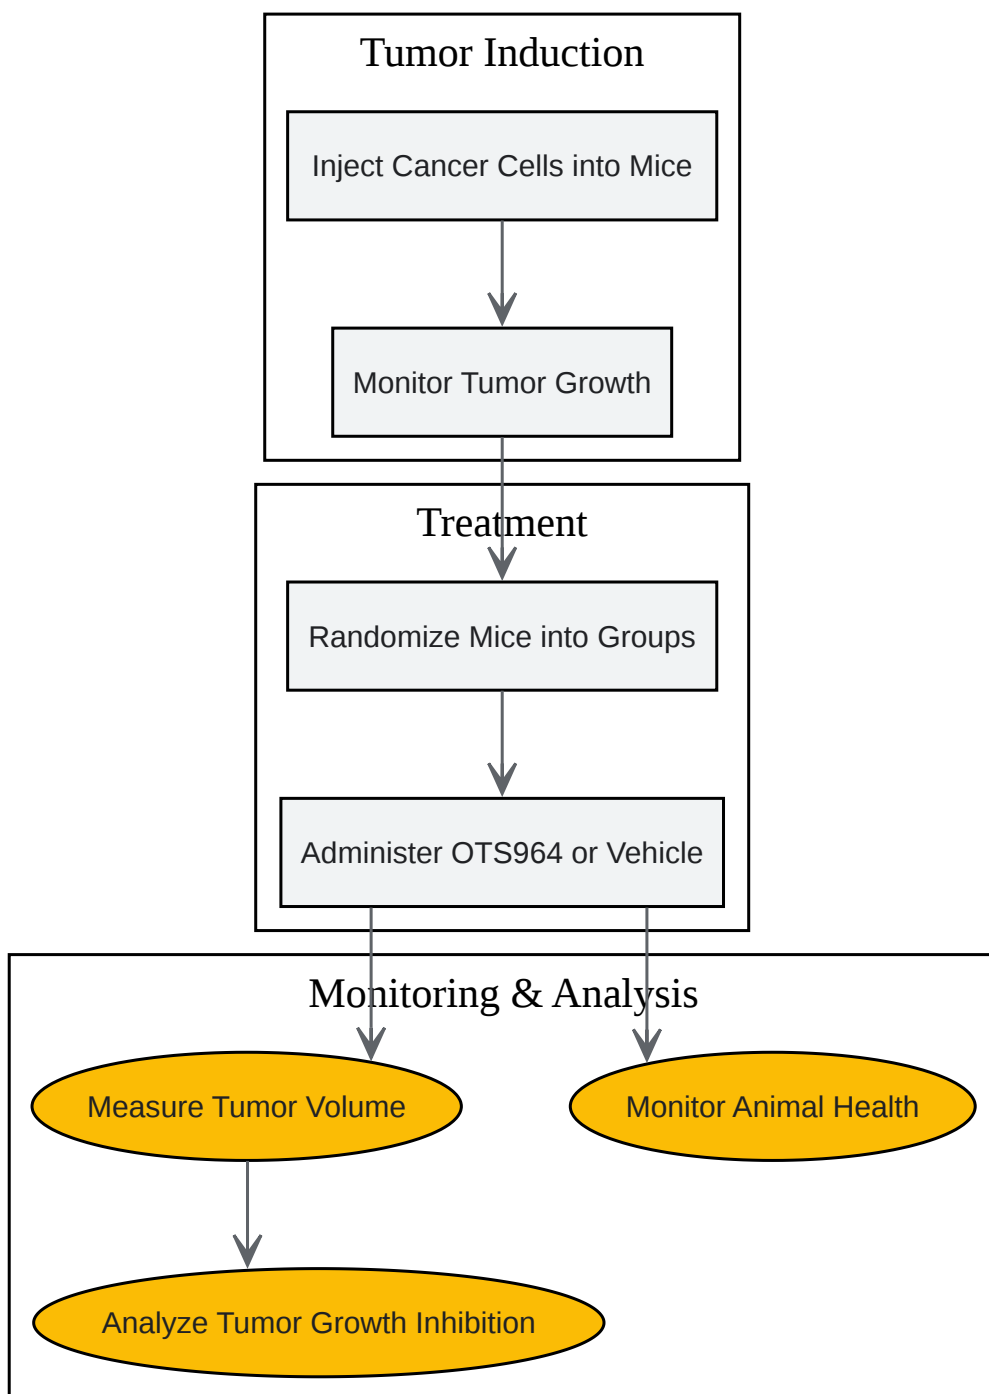 Tumor Induction
Inject Cancer Cells into Mice
Monitor Tumor Growth
Treatment
Randomize Mice into Groups
Administer OTS964 or Vehicle
Monitoring & Analysis
Measure Tumor Volume
Monitor Animal Health
Analyze Tumor Growth Inhibition